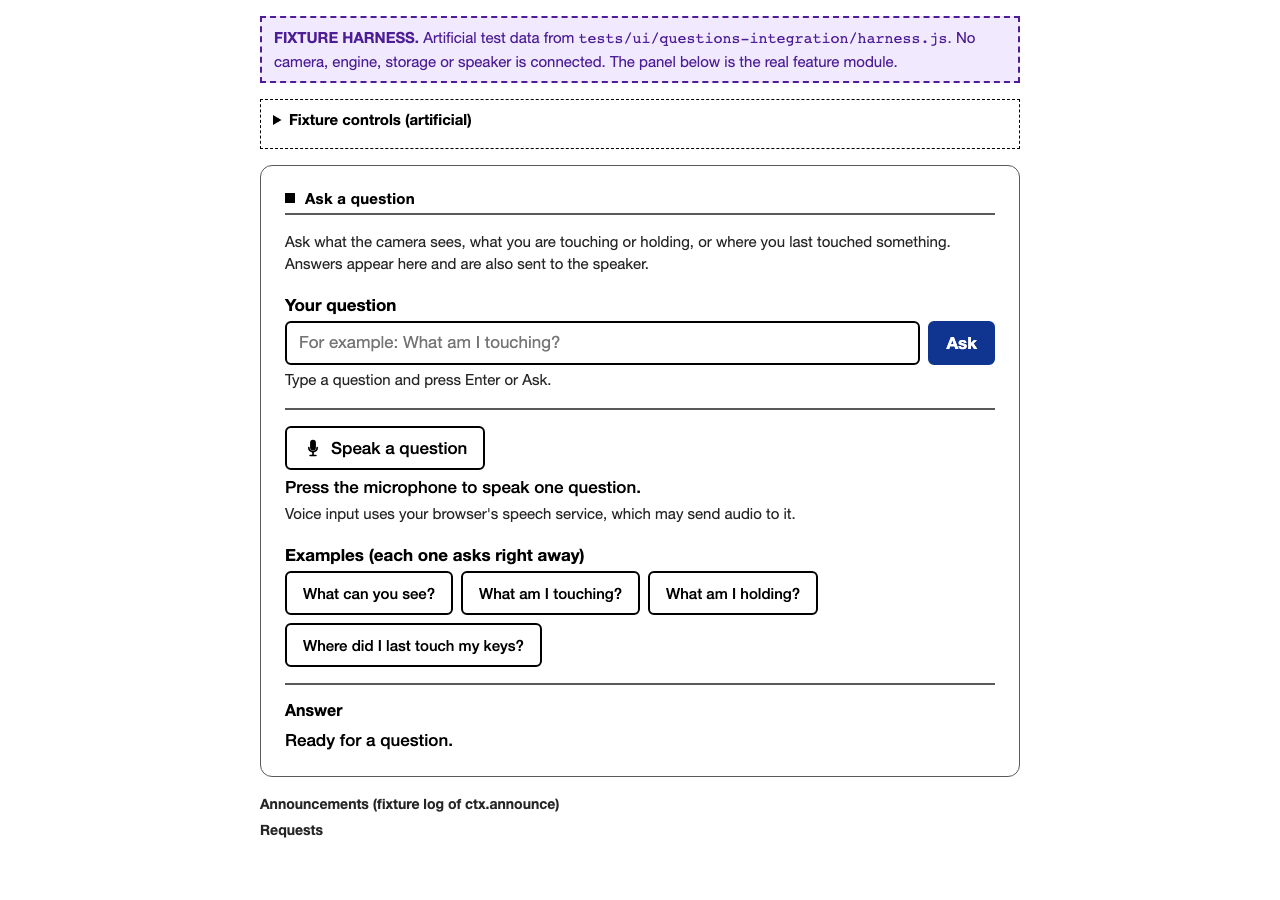 FIXTURE HARNESS. Artificial test data from tests/ui/questions-integration/harness.js. No
camera, engine, storage or speaker is connected. The panel below is the real feature module.
Fixture controls (artificial)
Ask a question
Ask what the camera sees, what you are touching or holding, or where you last touched something.
Answers appear here and are also sent to the speaker.
Your question
For example: What am I touching?
Ask
Type a question and press Enter or Ask.
Speak a question
Press the microphone to speak one question.
Voice input uses your browser's speech service, which may send audio to it.
Examples (each one asks right away)
What can you see?
What am I touching?
What am I holding?
Where did I last touch my keys?
Answer
Ready for a question.
Announcements (fixture log of ctx.announce)
Requests